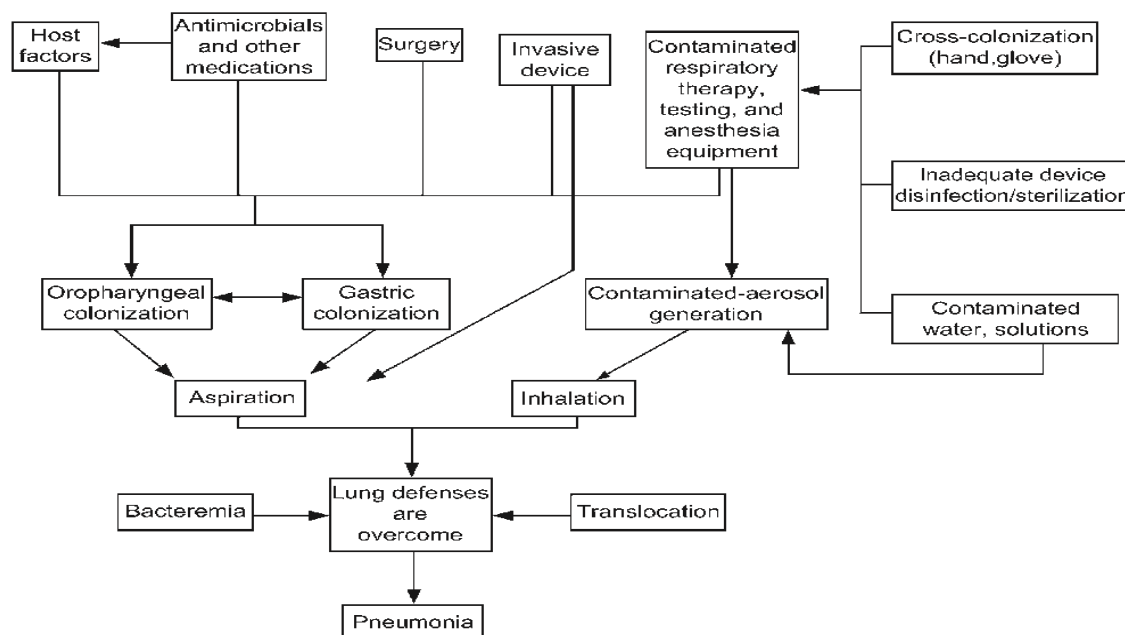 Host
factors
Antimicrobials
and other
medications
Surgery
Invasive
device
Contaminated
respiratory
therapy,
testing, and
anesthesia
equipment
Cross-colonization
(hand,glove)
Inadequate device
disinfection/sterilization
Oropharyngeal
colonization
Gastric
colonization
Contaminated-aerosol
generation
Contaminated
water, solutions
Aspiration
Inhalation
Bacteremia
Lung defenses
are
overcome
Translocation
Pneumonia